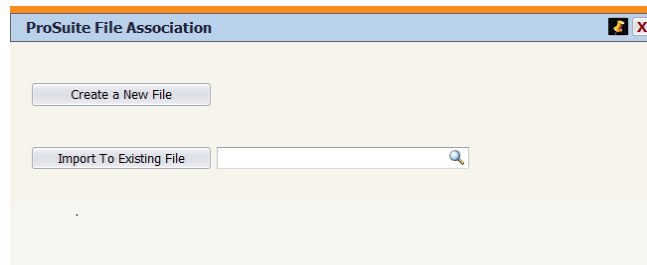 ProSuite File Association
X
Create a New File
Import To Existing File
.